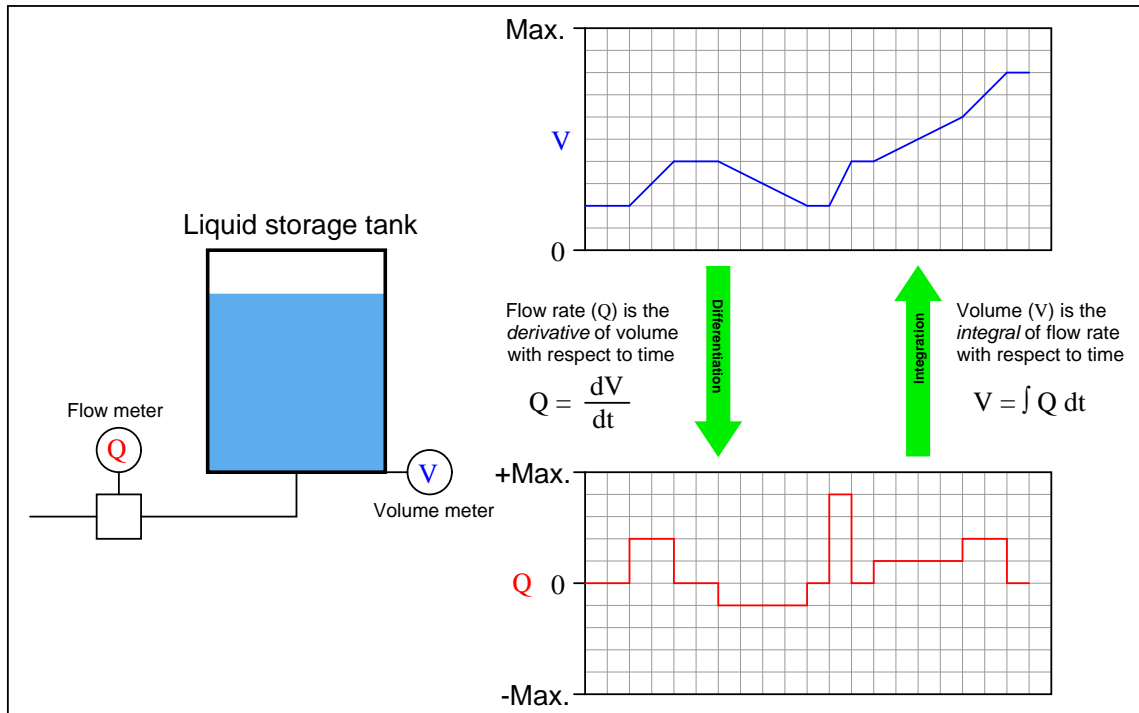 Max.
V
0
Liquid storage tank
Flow meter
Q
V
Volume meter
Flow rate (Q) is the
derivative of volume
with respect to time
Q = dV
dt
Differentiation
Integration
Volume (V) is the
integral of flow rate
with respect to time
V = ∫ Q dt
+Max.
Q 0
-Max.